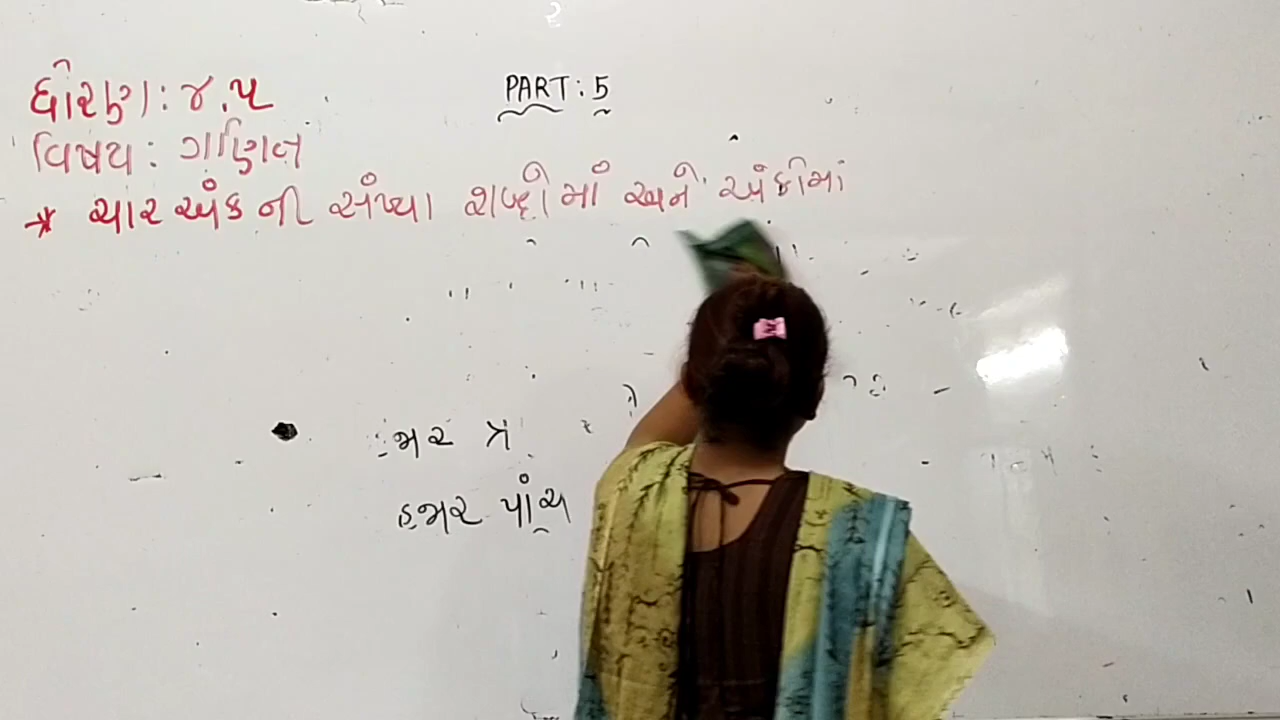 PART: 5
ધોરણ: ૪.૫
વિષય: ગણિત
* ચાર અંક ની સંખ્યા શબ્દોમાં અને અંકોમાં
હજાર પાંચ